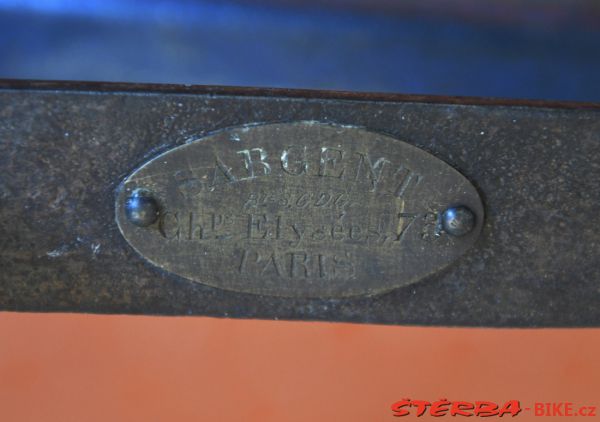 SARGENT
Chps Elysées, 73
PARIS
ŠTĚRBA-BIKE.cz